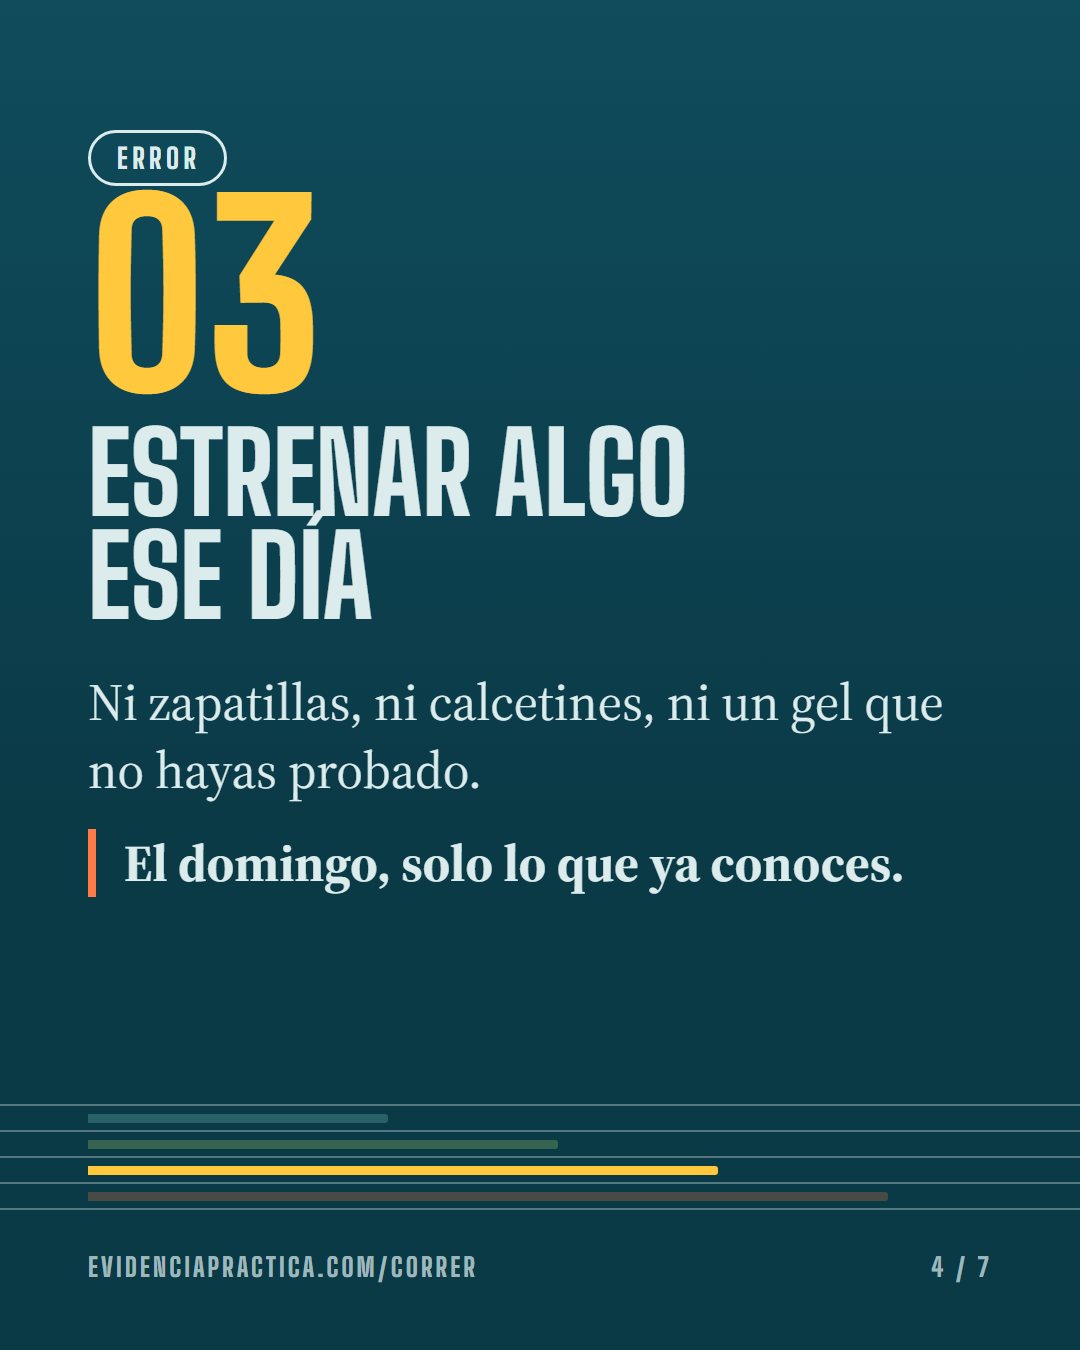 ERROR
03
ESTRENAR ALGO
ESE DÍA
Ni zapatillas, ni calcetines, ni un gel que
no hayas probado.
El domingo, solo lo que ya conoces.
EVIDENCIAPRACTICA.COM/CORRER
4 / 7